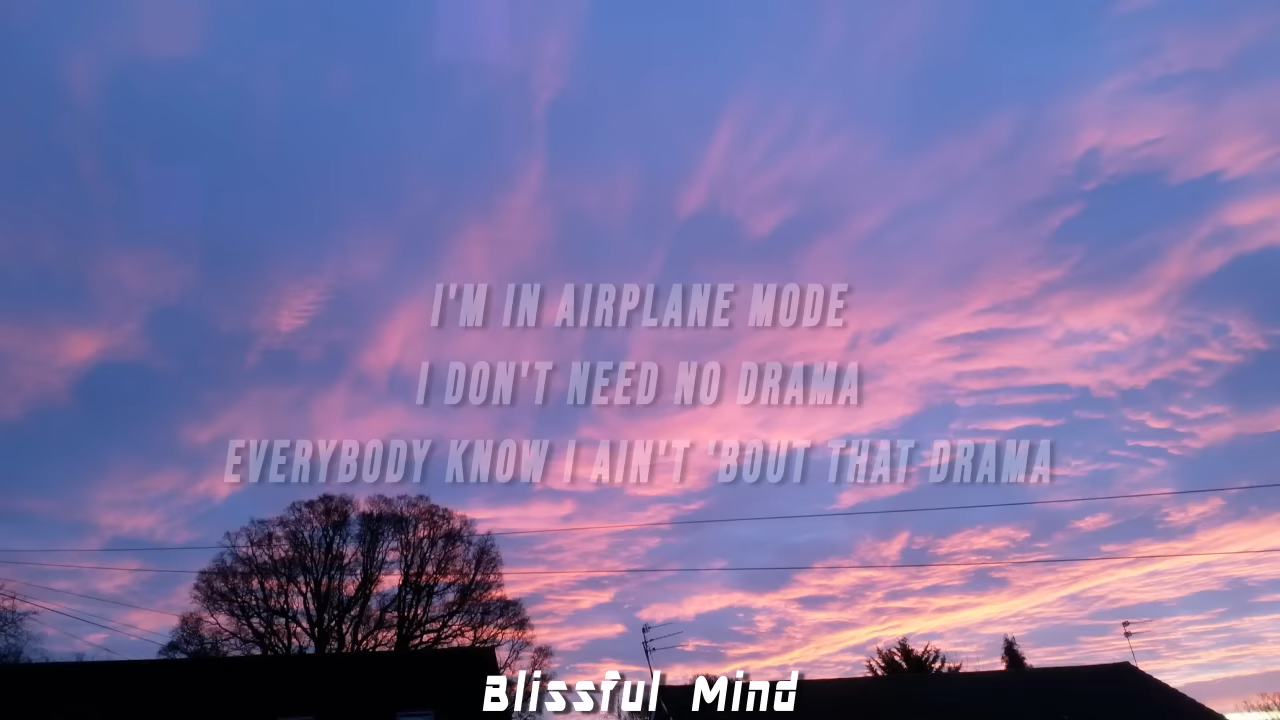 I'M IN AIRPLANE MODE
I DON'T NEED NO DRAMA
EVERYBODY KNOW I AIN'T 'BOUT THAT DRAMA
Blissful Mind